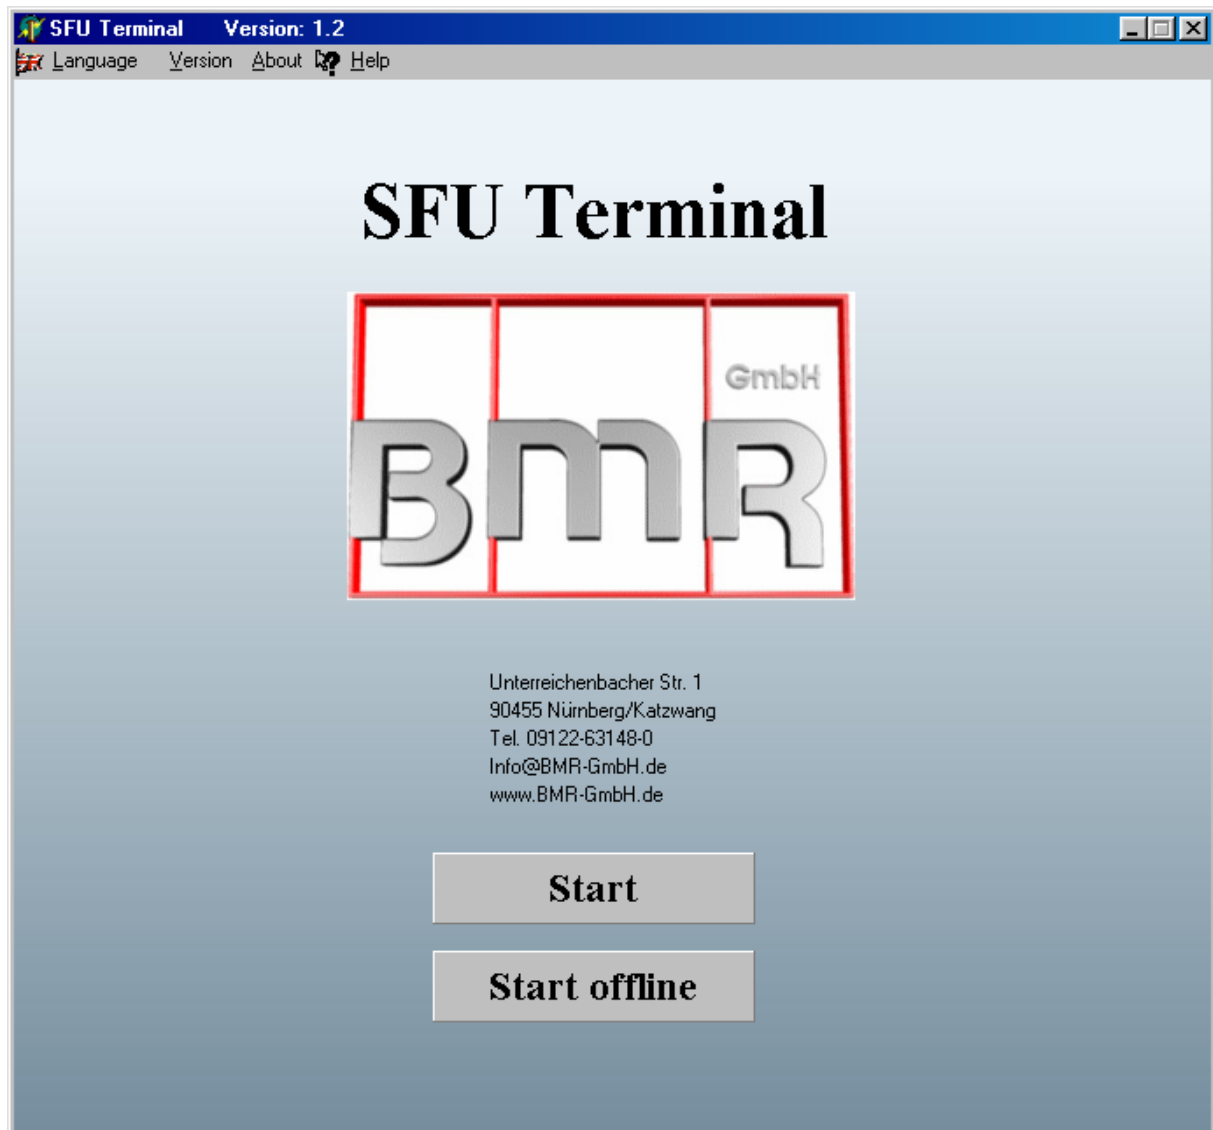 SFU Terminal Version: 1.2
Language Version About Help
SFU Terminal
GmbH
BMR
Unterreichenbacher Str. 1
90455 Nürnberg/Katzwang
Tel. 09122-63148-0
Info@BMR-GmbH.de
www.BMR-GmbH.de
Start
Start offline